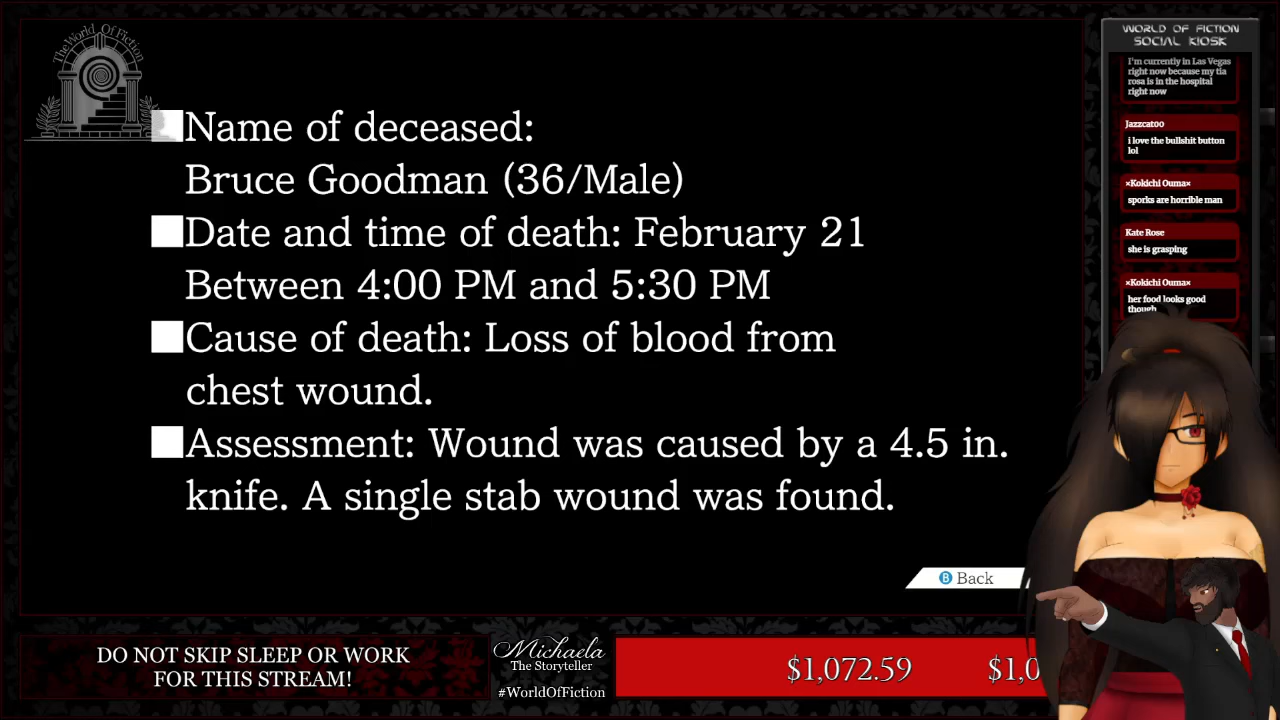 The World Of Fiction
Name of deceased:
Bruce Goodman (36/Male)
Date and time of death: February 21
Between 4:00 PM and 5:30 PM
Cause of death: Loss of blood from
chest wound.
Assessment: Wound was caused by a 4.5 in.
knife. A single stab wound was found.
B Back
WORLD OF FICTION
SOCIAL KIOSK
I'm currently in Las Vegas
right now because my tia
rosa is in the hospital
right now
Jazzcat00
i love the bullshit button
lol
×Kokichi Ouma×
sporks are horrible man
Kate Rose
she is grasping
×Kokichi Ouma×
her food looks good
though
DO NOT SKIP SLEEP OR WORK
FOR THIS STREAM!
Michaela
The Storyteller
#WorldOfFiction
$1,072.59
$1,0